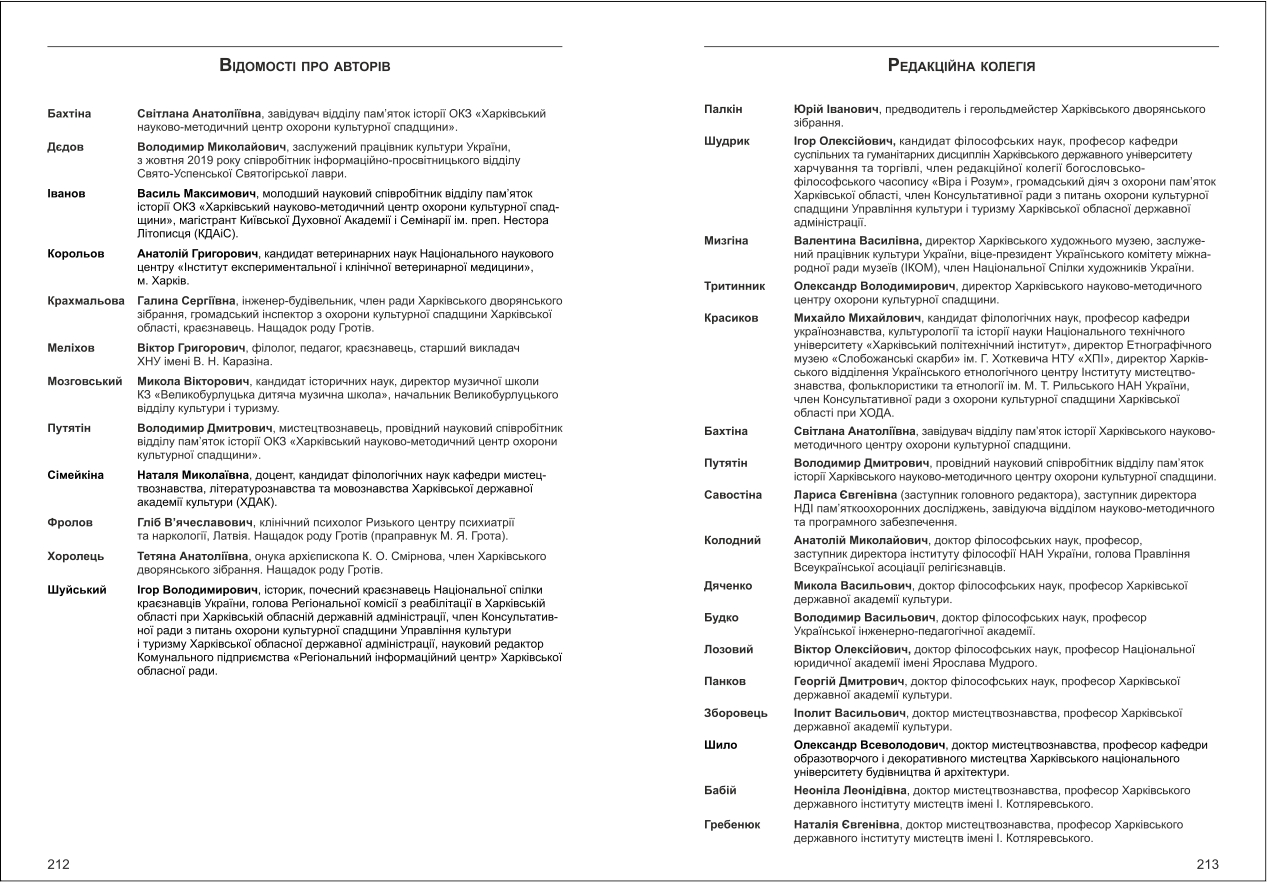 Відомості про авторів
Бахтіна Світлана Анатоліївна, завідувач відділу пам’яток історії ОКЗ «Харківський
науково-методичний центр охорони культурної спадщини».
Дєдов Володимир Миколайович, заслужений працівник культури України,
з жовтня 2019 року співробітник інформаційно-просвітницького відділу
Свято-Успенської Святогірської лаври.
Іванов Василь Максимович, молодший науковий співробітник відділу пам’яток
історії ОКЗ «Харківський науково-методичний центр охорони культурної спад-
щини», магістрант Київської Духовної Академії і Семінарії ім. преп. Нестора
Літописця (КДАіС).
Корольов Анатолій Григорович, кандидат ветеринарних наук Національного наукового
центру «Інститут експериментальної і клінічної ветеринарної медицини»,
м. Харків.
Крахмальова Галина Сергіївна, інженер-будівельник, член ради Харківського дворянського
зібрання, громадський інспектор з охорони культурної спадщини Харківської
області, краєзнавець. Нащадок роду Гротів.
Меліхов Віктор Григорович, філолог, педагог, краєзнавець, старший викладач
ХНУ імені В. Н. Каразіна.
Мозговський Микола Вікторович, кандидат історичних наук, директор музичної школи
КЗ «Великобурлуцька дитяча музична школа», начальник Великобурлуцького
відділу культури і туризму.
Путятін Володимир Дмитрович, мистецтвознавець, провідний науковий співробітник
відділу пам’яток історії ОКЗ «Харківський науково-методичний центр охорони
культурної спадщини».
Сімейкіна Наталя Миколаївна, доцент, кандидат філологічних наук кафедри мистец-
твознавства, літературознавства та мовознавства Харківської державної
академії культури (ХДАК).
Фролов Гліб В’ячеславович, клінічний психолог Ризького центру психиатрії
та наркології, Латвія. Нащадок роду Гротів (праправнук М. Я. Грота).
Хоролець Тетяна Анатоліївна, онука архієпископа К. О. Смірнова, член Харківського
дворянського зібрання. Нащадок роду Гротів.
Шуйський Ігор Володимирович, історик, почесний краєзнавець Національної спілки
краєзнавців України, голова Регіональної комісії з реабілітації в Харківській
області при Харківській обласній державній адміністрації, член Консультатив-
ної ради з питань охорони культурної спадщини Управління культури
і туризму Харківської обласної державної адміністрації, науковий редактор
Комунального підприємства «Регіональний інформаційний центр» Харківської
обласної ради.
212
Редакційна колегія
Палкін Юрій Іванович, предводитель і герольдмейстер Харківського дворянського
зібрання.
Шудрик Ігор Олексійович, кандидат філософських наук, професор кафедри
суспільних та гуманітарних дисциплін Харківського державного університету
харчування та торгівлі, член редакційної колегії богословсько-
філософського часопису «Віра і Розум», громадський діяч з охорони пам’яток
Харківської області, член Консультативної ради з питань охорони культурної
спадщини Управління культури і туризму Харківської обласної державної
адміністрації.
Мизгіна Валентина Василівна, директор Харківського художнього музею, заслуже-
ний працівник культури України, віце-президент Українського комітету міжна-
родної ради музеїв (ІКОМ), член Національної Спілки художників України.
Тритинник Олександр Володимирович, директор Харківського науково-методичного
центру охорони культурної спадщини.
Красиков Михайло Михайлович, кандидат філологічних наук, професор кафедри
українознавства, культурології та історії науки Національного технічного
університету «Харківський політехнічний інститут», директор Етнографічного
музею «Слобожанські скарби» ім. Г. Хоткевича НТУ «ХПІ», директор Харків-
ського відділення Українського етнологічного центру Інституту мистецтво-
знавства, фольклористики та етнології ім. М. Т. Рильського НАН України,
член Консультативної ради з охорони культурної спадщини Харківської
області при ХОДА.
Бахтіна Світлана Анатоліївна, завідувач відділу пам’яток історії Харківського науково-
методичного центру охорони культурної спадщини.
Путятін Володимир Дмитрович, провідний науковий співробітник відділу пам’яток
історії Харківського науково-методичного центру охорони культурної спадщини.
Савостіна Лариса Євгенівна (заступник головного редактора), заступник директора
НДІ пам’яткоохоронних досліджень, завідуюча відділом науково-методичного
та програмного забезпечення.
Колодний Анатолій Миколайович, доктор філософських наук, професор,
заступник директора інституту філософії НАН України, голова Правління
Всеукраїнської асоціації релігієзнавців.
Дяченко Микола Васильович, доктор філософських наук, професор Харківської
державної академії культури.
Будко Володимир Васильович, доктор філософських наук, професор
Української інженерно-педагогічної академії.
Лозовий Віктор Олексійович, доктор філософських наук, професор Національної
юридичної академії імені Ярослава Мудрого.
Панков Георгій Дмитрович, доктор філософських наук, професор Харківської
державної академії культури.
Зборовець Іполит Васильович, доктор мистецтвознавства, професор Харківської
державної академії культури.
Шило Олександр Всеволодович, доктор мистецтвознавства, професор кафедри
образотворчого і декоративного мистецтва Харківського національного
університету будівництва й архітектури.
Бабій Неоніла Леонідівна, доктор мистецтвознавства, професор Харківського
державного інституту мистецтв імені І. Котляревського.
Гребенюк Наталія Євгенівна, доктор мистецтвознавства, професор Харківського
державного інституту мистецтв імені І. Котляревського.
213